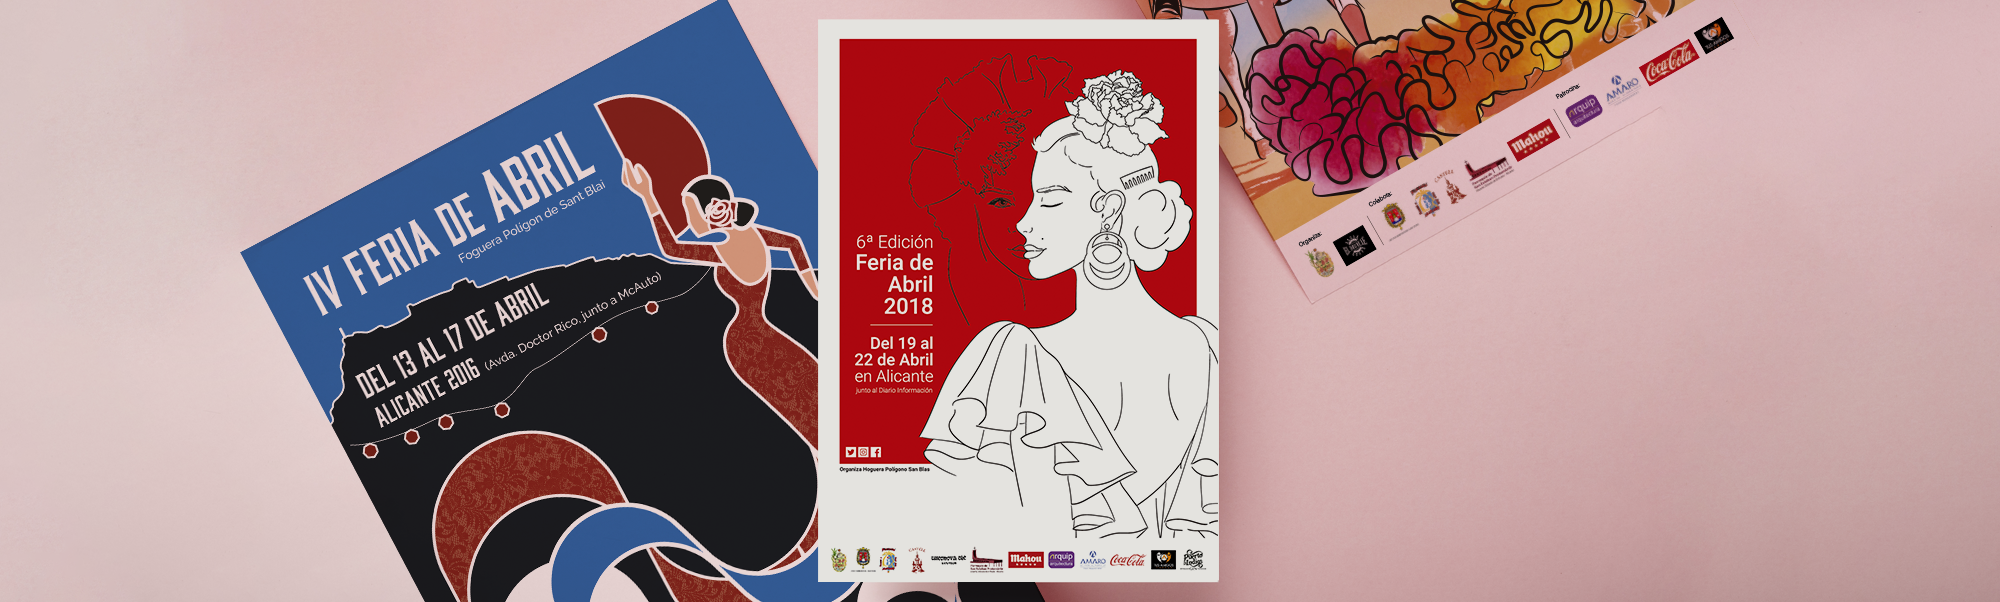 IV FERIA DE ABRIL
Foguera Polígon de Sant Blai
DEL 13 AL 17 DE ABRIL
ALICANTE 2016 (Avda. Doctor Rico, junto a McAuto)
6ª Edición
Feria de
Abril
2018
Del 19 al
22 de Abril
en Alicante
junto al Diario Información
Organiza Hoguera Polígono San Blas
Mahou
arquip
arquitectura
AMARO
Coca-Cola
Organiza:
Colabora:
Mahou
Patrocina:
arquip
arquitectura
AMARO
Coca-Cola